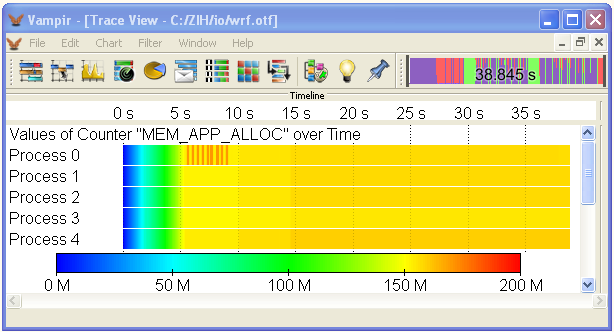 Vampir - [Trace View - C:/ZIH/io/wrf.otf]
File Edit Chart Filter Window Help
38.845 s
Timeline
0 s 5 s 10 s 15 s 20 s 25 s 30 s 35 s
Values of Counter "MEM_APP_ALLOC" over Time
Process 0
Process 1
Process 2
Process 3
Process 4
0 M 50 M 100 M 150 M 200 M